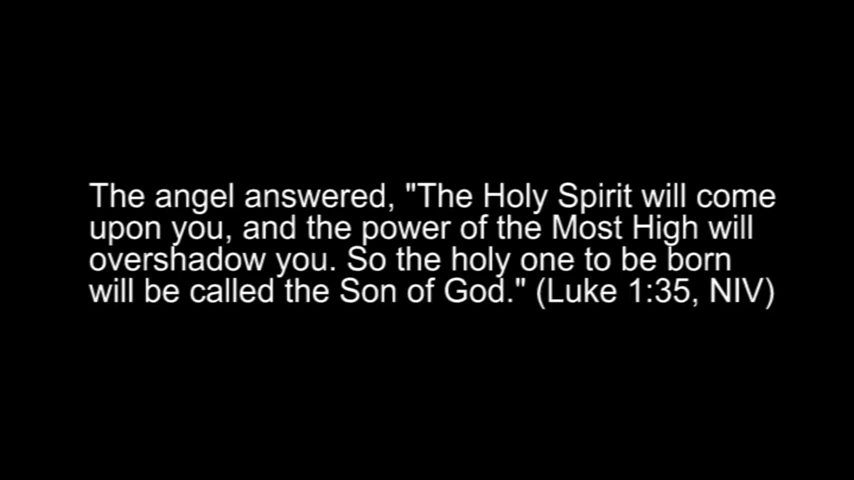 The angel answered, "The Holy Spirit will come
upon you, and the power of the Most High will
overshadow you. So the holy one to be born
will be called the Son of God." (Luke 1:35, NIV)